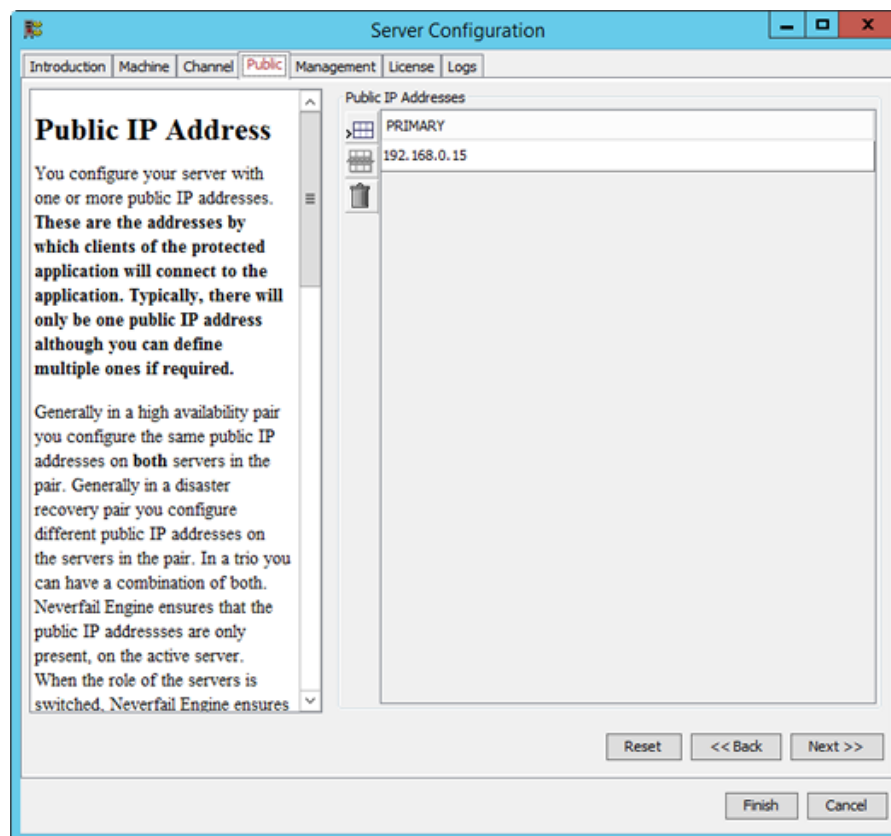 Server Configuration
Introduction Machine Channel Public Management License Logs
Public IP Address
You configure your server with
one or more public IP addresses.
These are the addresses by
which clients of the protected
application will connect to the
application. Typically, there will
only be one public IP address
although you can define
multiple ones if required.
Generally in a high availability pair
you configure the same public IP
addresses on both servers in the
pair. Generally in a disaster
recovery pair you configure
different public IP addresses on
the servers in the pair. In a trio you
can have a combination of both.
Neverfail Engine ensures that the
public IP addressses are only
present, on the active server.
When the role of the servers is
switched, Neverfail Engine ensures
Public IP Addresses
PRIMARY
192.168.0.15
Reset << Back Next >>
Finish Cancel